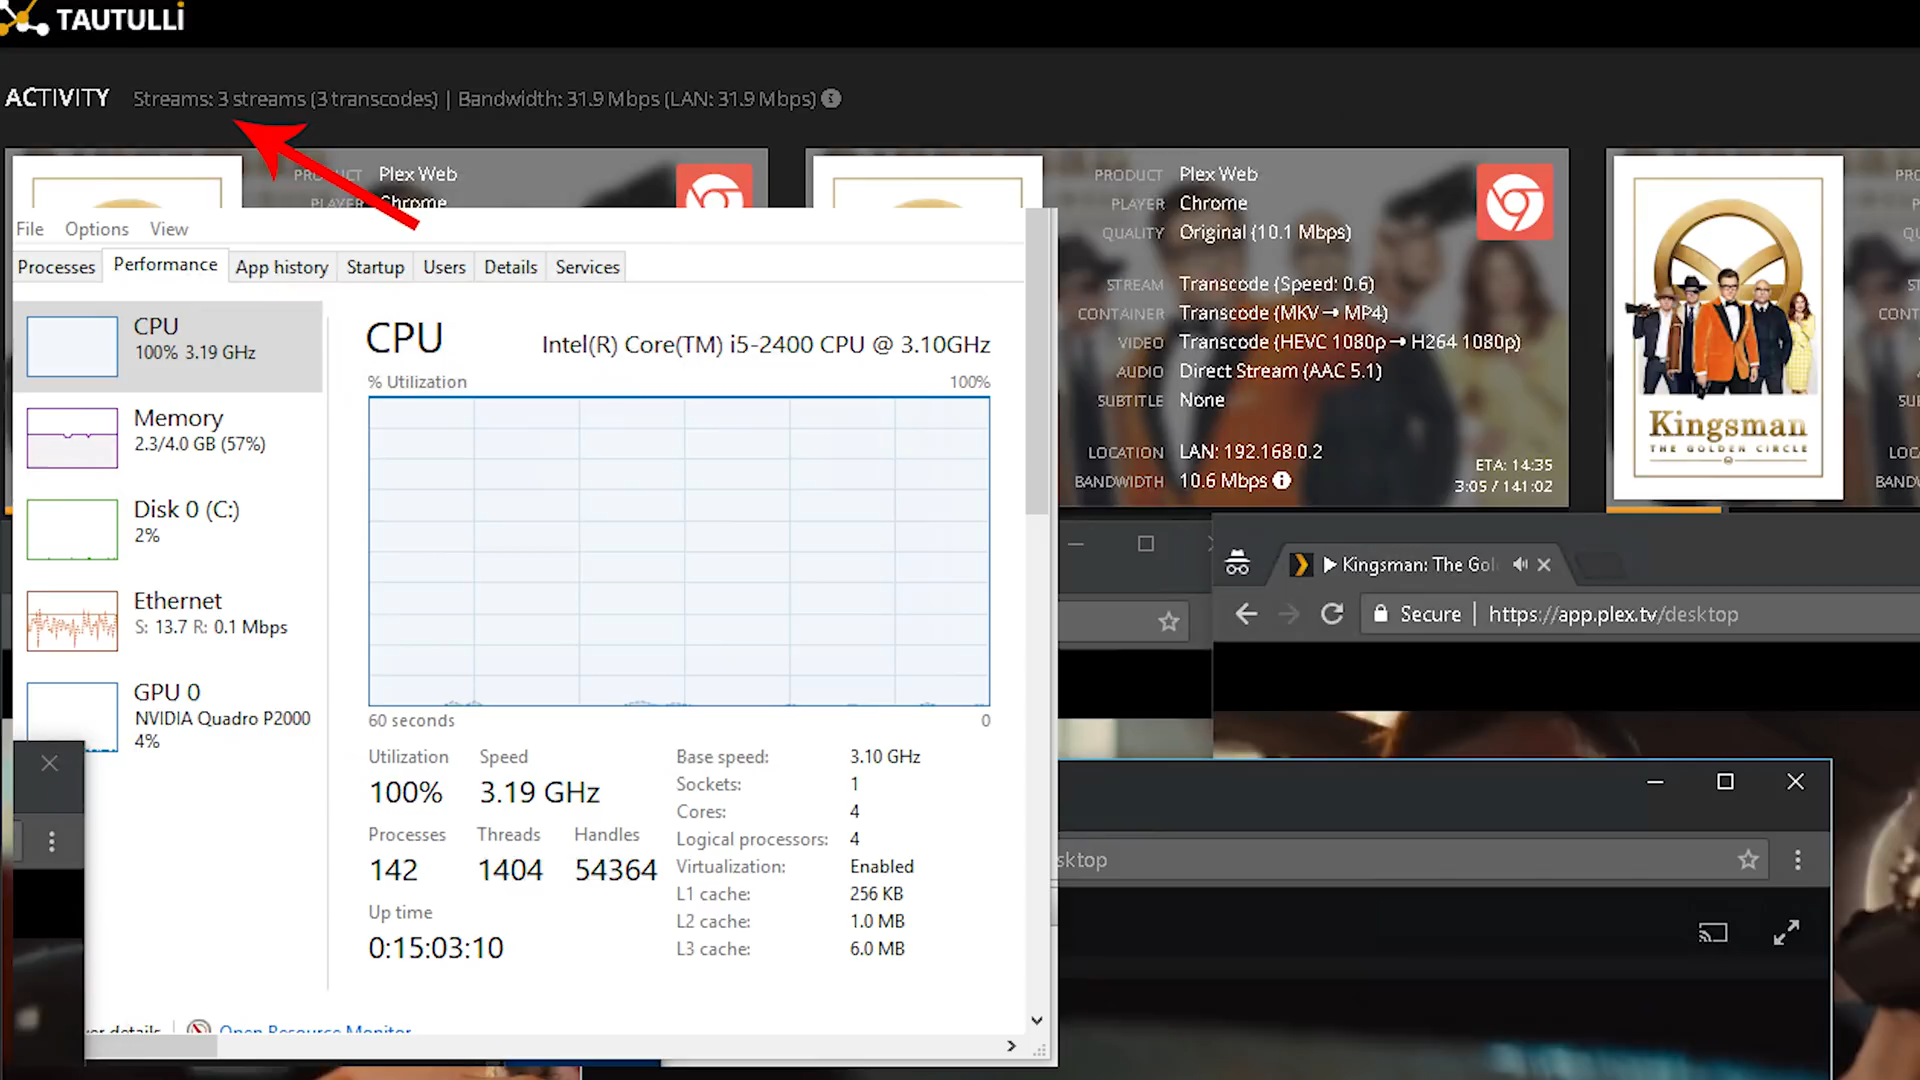 TAUTULLi
ACTIVITY Streams: 3 streams (3 transcodes) | Bandwidth: 31.9 Mbps (LAN: 31.9 Mbps)
PRODUCT Plex Web
PLAYER Chrome
PRODUCT Plex Web
PLAYER Chrome
QUALITY Original (10.1 Mbps)
STREAM Transcode (Speed: 0.6)
CONTAINER Transcode (MKV → MP4)
VIDEO Transcode (HEVC 1080p → H264 1080p)
AUDIO Direct Stream (AAC 5.1)
SUBTITLE None
LOCATION LAN: 192.168.0.2
BANDWIDTH 10.6 Mbps
ETA: 14:35
3:05 / 141:02
Kingsman
THE GOLDEN CIRCLE
File Options View
Processes Performance App history Startup Users Details Services
CPU
100% 3.19 GHz
Memory
2.3/4.0 GB (57%)
Disk 0 (C:)
2%
Ethernet
S: 13.7 R: 0.1 Mbps
GPU 0
NVIDIA Quadro P2000
4%
CPU Intel(R) Core(TM) i5-2400 CPU @ 3.10GHz
% Utilization 100%
60 seconds 0
Utilization Speed
100% 3.19 GHz
Processes Threads Handles
142 1404 54364
Up time
0:15:03:10
Base speed: 3.10 GHz
Sockets: 1
Cores: 4
Logical processors: 4
Virtualization: Enabled
L1 cache: 256 KB
L2 cache: 1.0 MB
L3 cache: 6.0 MB
details Open Resource Monitor
Kingsman: The Gol
Secure | https://app.plex.tv/desktop
sktop